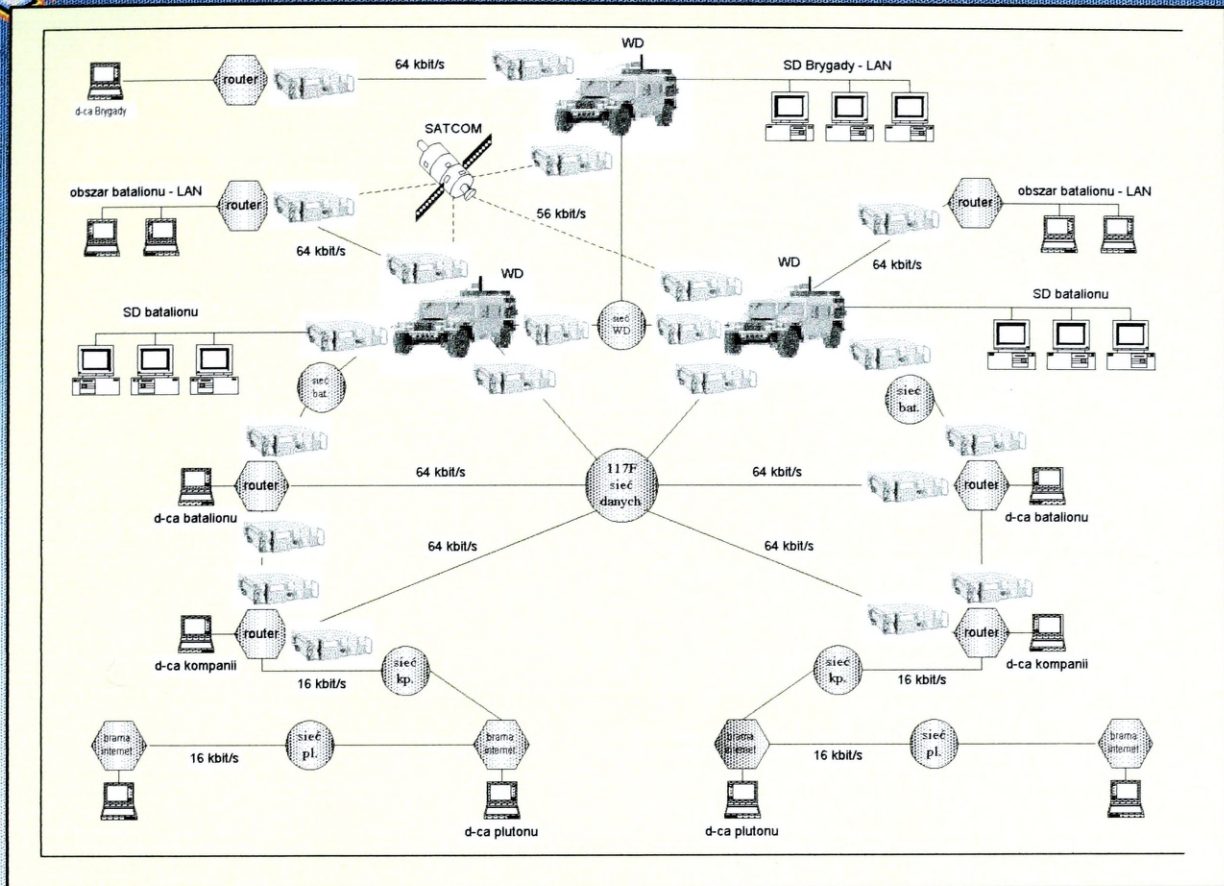 WD
64 kbit/s
SD Brygady - LAN
router
d-ca Brygady
SATCOM
obszar batalionu - LAN
router
56 kbit/s
router
obszar batalionu - LAN
64 kbit/s
64 kbit/s
WD
WD
SD batalionu
SD batalionu
sieć
WD
sieć
bat.
sieć
bat.
117F
sieć
danych
router
64 kbit/s
64 kbit/s
router
d-ca batalionu
d-ca batalionu
64 kbit/s
64 kbit/s
router
router
d-ca kompanii
d-ca kompanii
sieć
kp.
sieć
kp.
16 kbit/s
16 kbit/s
brama
internet
sieć
pl.
brama
internet
brama
internet
sieć
pl.
brama
internet
16 kbit/s
16 kbit/s
d-ca plutonu
d-ca plutonu